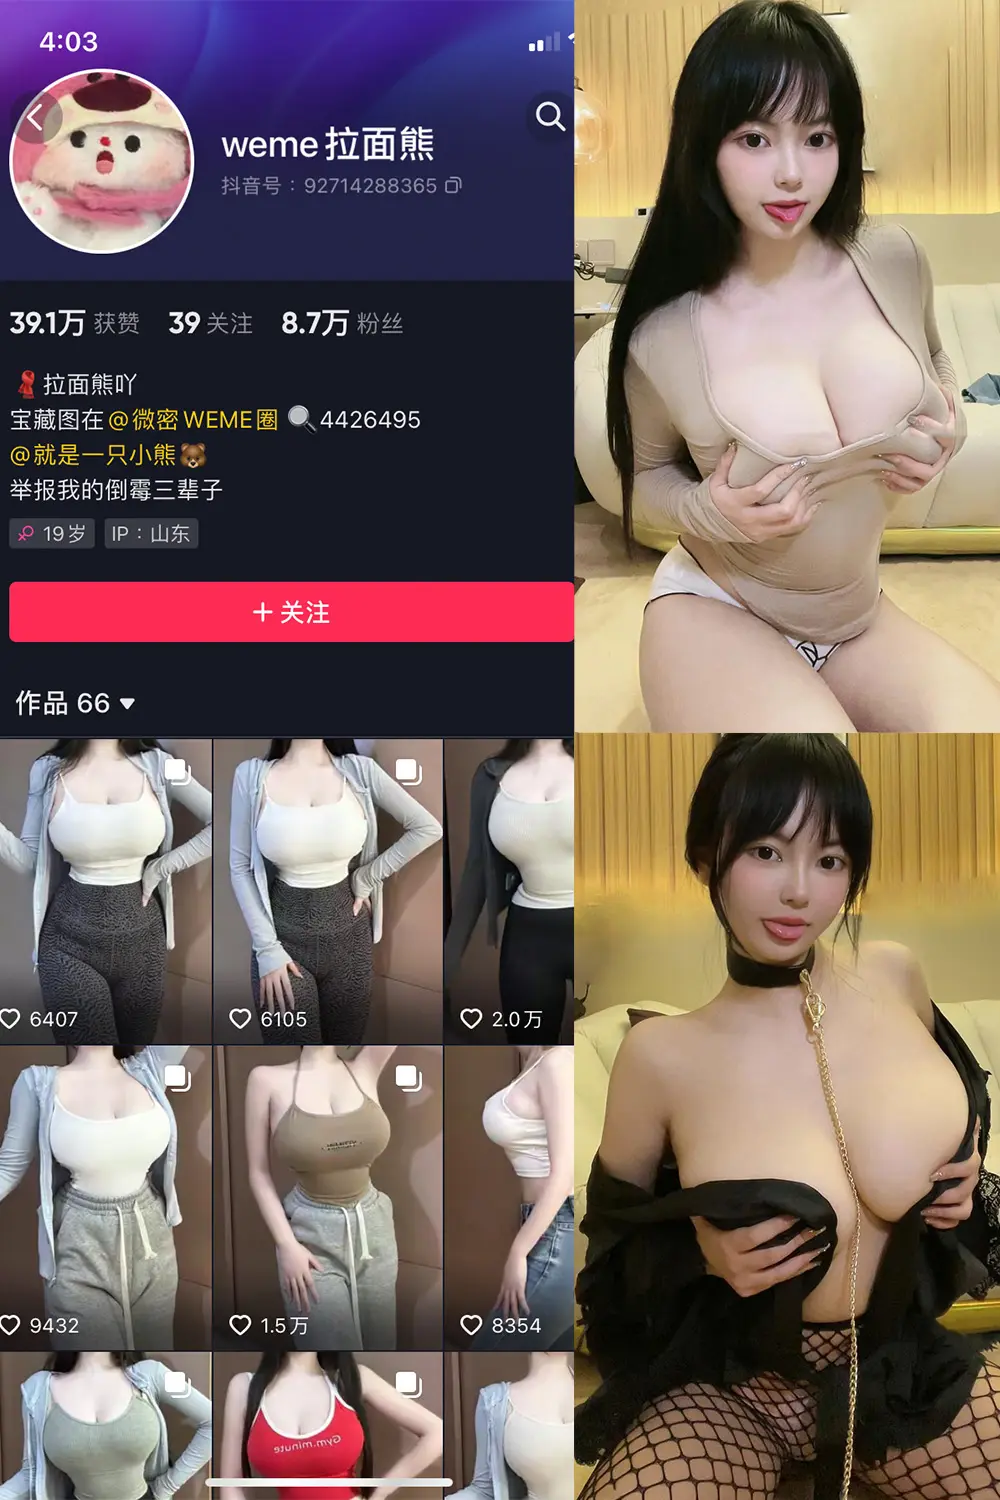 4:03
weme拉面熊
抖音号：92714288365
39.1万 获赞 39 关注 8.7万 粉丝
拉面熊吖
宝藏图在@微密WEME圈 4426495
@就是一只小熊
举报我的倒霉三辈子
19岁 IP：山东
+ 关注
作品 66
6407 6105 2.0万
9432 1.5万 8354
Gym.minute